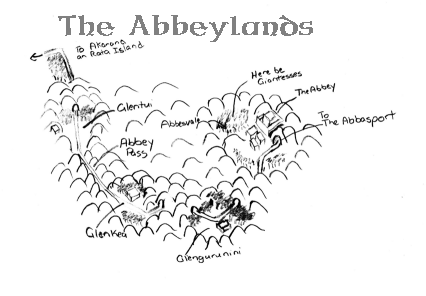 The Abbeylands
To Akorana
on Rata Island
Glentui
Abbey
Pass
Glenkea
Glengurunini
Abbeyvale
Here be
Giantesses
The Abbey
To
The Abbasport